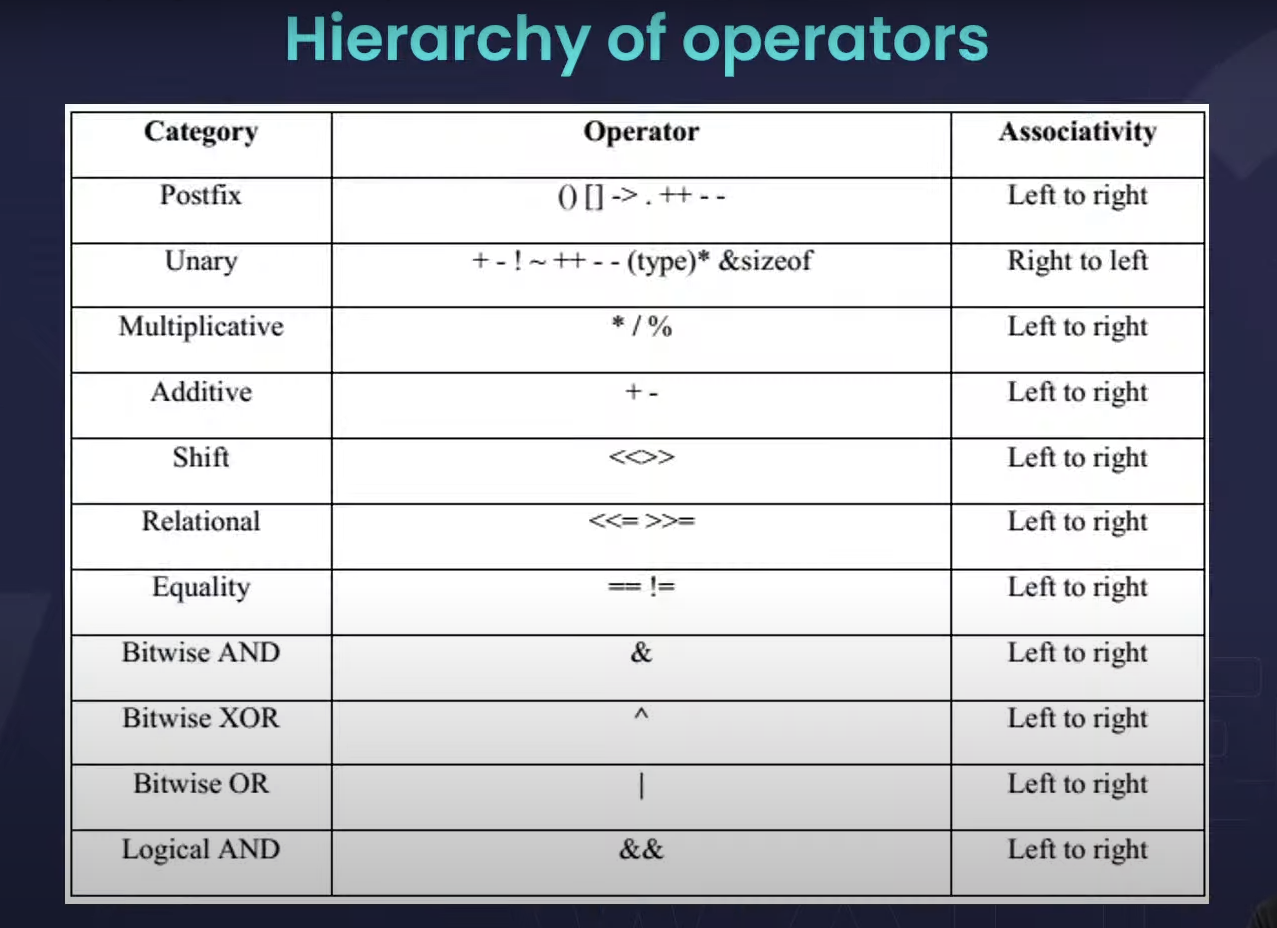 Hierarchy of operators
Category Operator Associativity
Postfix () [] -> . ++ - - Left to right
Unary + - ! ~ ++ - - (type)* &sizeof Right to left
Multiplicative * / % Left to right
Additive + - Left to right
Shift <<>> Left to right
Relational <<= >>= Left to right
Equality == != Left to right
Bitwise AND & Left to right
Bitwise XOR ^ Left to right
Bitwise OR | Left to right
Logical AND && Left to right